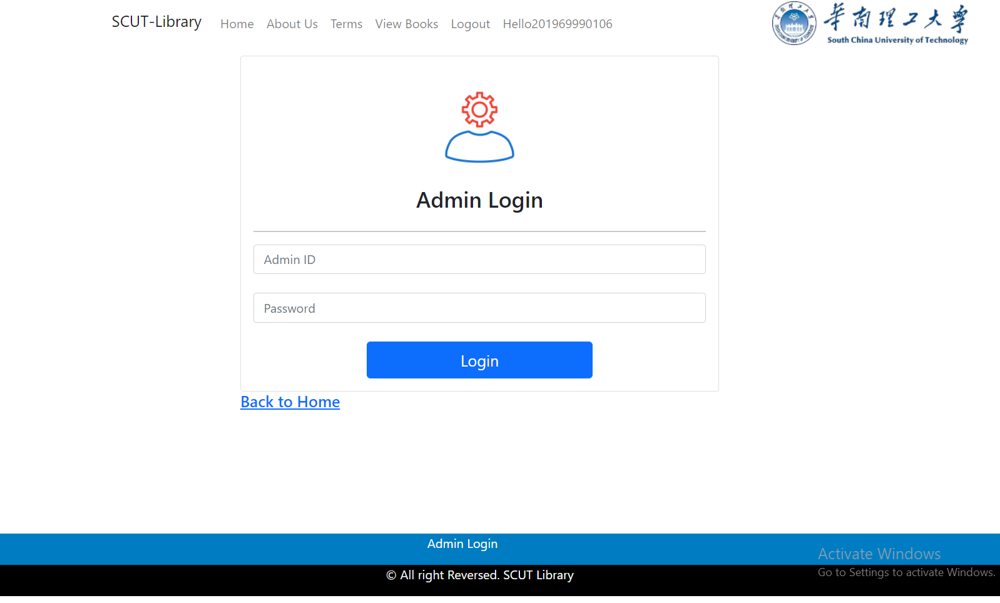 SCUT-Library Home About Us Terms View Books Logout Hello201969990106
華南理工大學
South China University of Technology
Admin Login
Admin ID
Password
Login
Back to Home
Admin Login
Activate Windows
Go to Settings to activate Windows.
© All right Reversed. SCUT Library